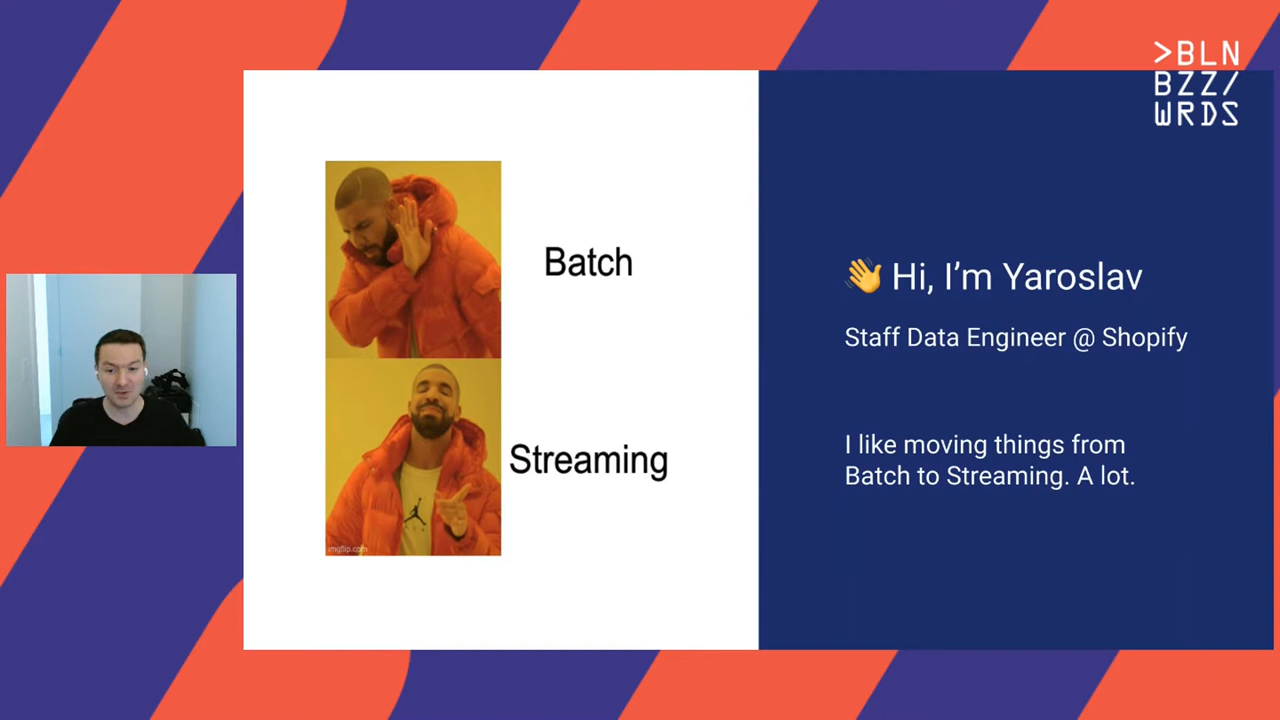 >BLN
BZZ/
WRDS
Batch
Streaming
imgflip.com
👋 Hi, I’m Yaroslav
Staff Data Engineer @ Shopify
I like moving things from
Batch to Streaming. A lot.